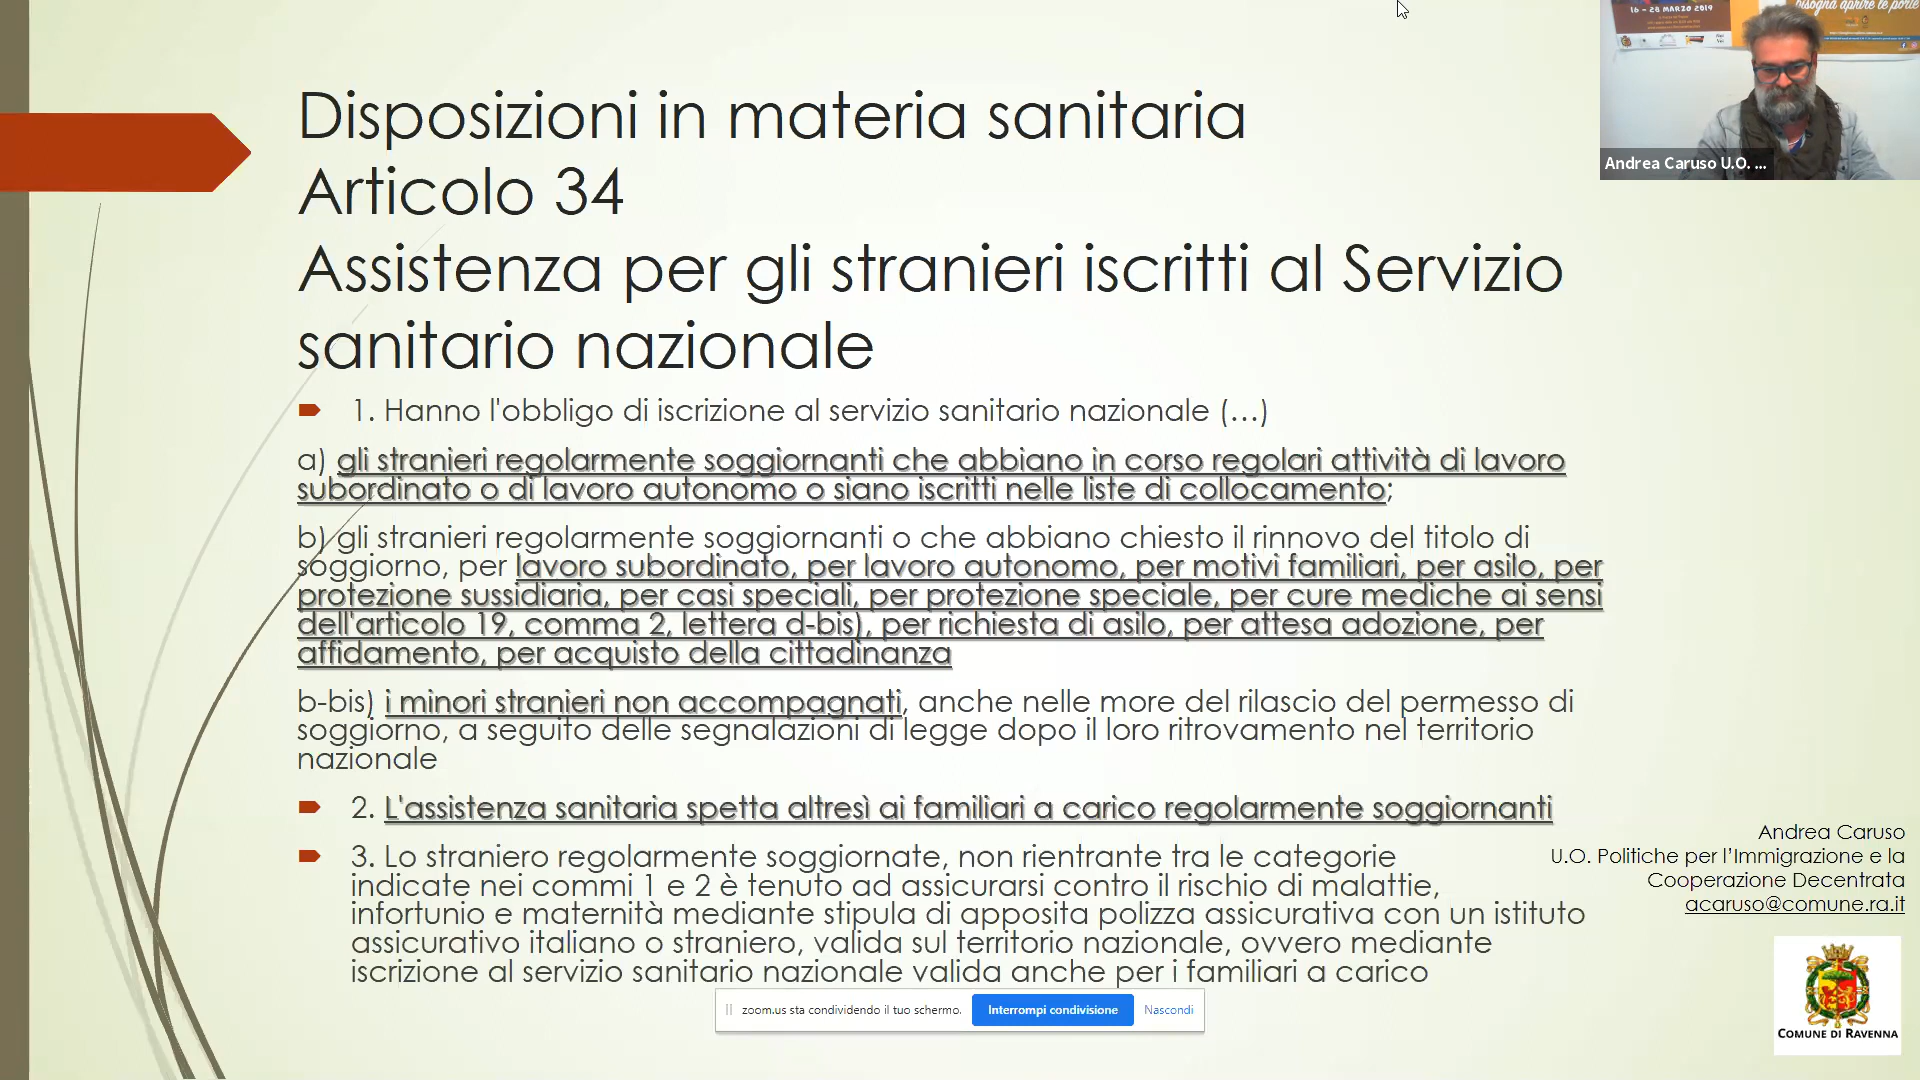 16 - 28 MARZO 2019
bisogna aprire le porte
Andrea Caruso U.O. ...
Disposizioni in materia sanitaria
Articolo 34
Assistenza per gli stranieri iscritti al Servizio
sanitario nazionale
1. Hanno l'obbligo di iscrizione al servizio sanitario nazionale (…)
a) gli stranieri regolarmente soggiornanti che abbiano in corso regolari attività di lavoro
subordinato o di lavoro autonomo o siano iscritti nelle liste di collocamento;
b) gli stranieri regolarmente soggiornanti o che abbiano chiesto il rinnovo del titolo di
soggiorno, per lavoro subordinato, per lavoro autonomo, per motivi familiari, per asilo, per
protezione sussidiaria, per casi speciali, per protezione speciale, per cure mediche ai sensi
dell'articolo 19, comma 2, lettera d-bis), per richiesta di asilo, per attesa adozione, per
affidamento, per acquisto della cittadinanza
b-bis) i minori stranieri non accompagnati, anche nelle more del rilascio del permesso di
soggiorno, a seguito delle segnalazioni di legge dopo il loro ritrovamento nel territorio
nazionale
2. L'assistenza sanitaria spetta altresì ai familiari a carico regolarmente soggiornanti
3. Lo straniero regolarmente soggiornate, non rientrante tra le categorie
indicate nei commi 1 e 2 è tenuto ad assicurarsi contro il rischio di malattie,
infortunio e maternità mediante stipula di apposita polizza assicurativa con un istituto
assicurativo italiano o straniero, valida sul territorio nazionale, ovvero mediante
iscrizione al servizio sanitario nazionale valida anche per i familiari a carico
Andrea Caruso
U.O. Politiche per l’Immigrazione e la
Cooperazione Decentrata
acaruso@comune.ra.it
COMUNE DI RAVENNA
zoom.us sta condividendo il tuo schermo.
Interrompi condivisione
Nascondi